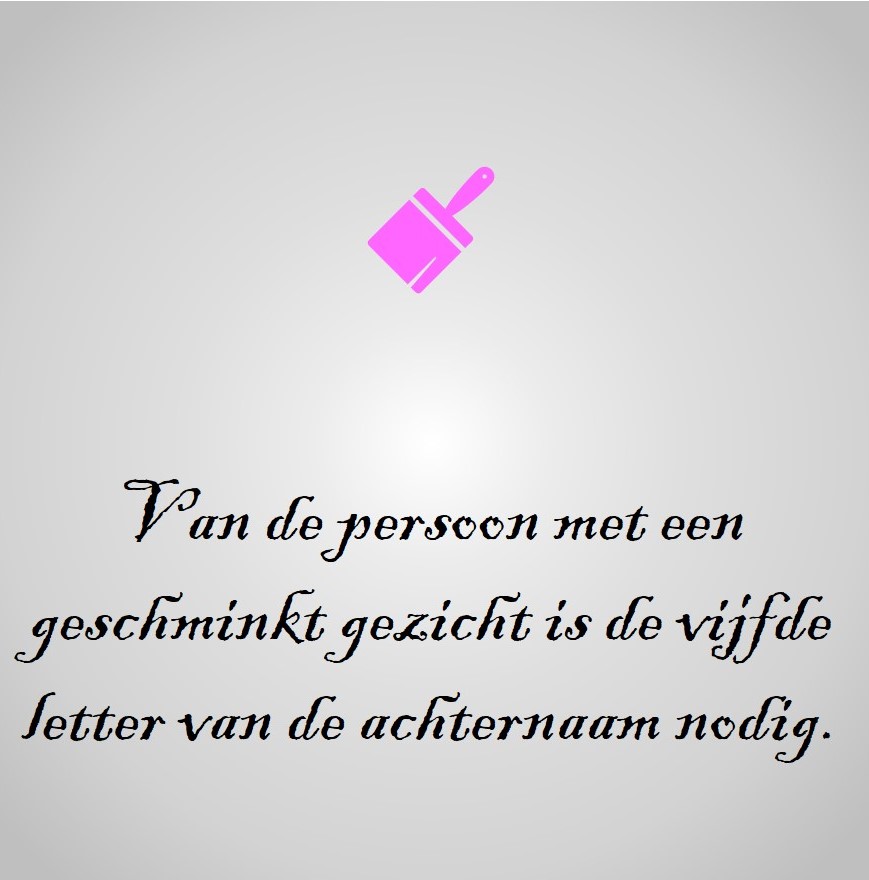 Van de persoon met een
geschminkt gezicht is de vijfde
letter van de achternaam nodig.